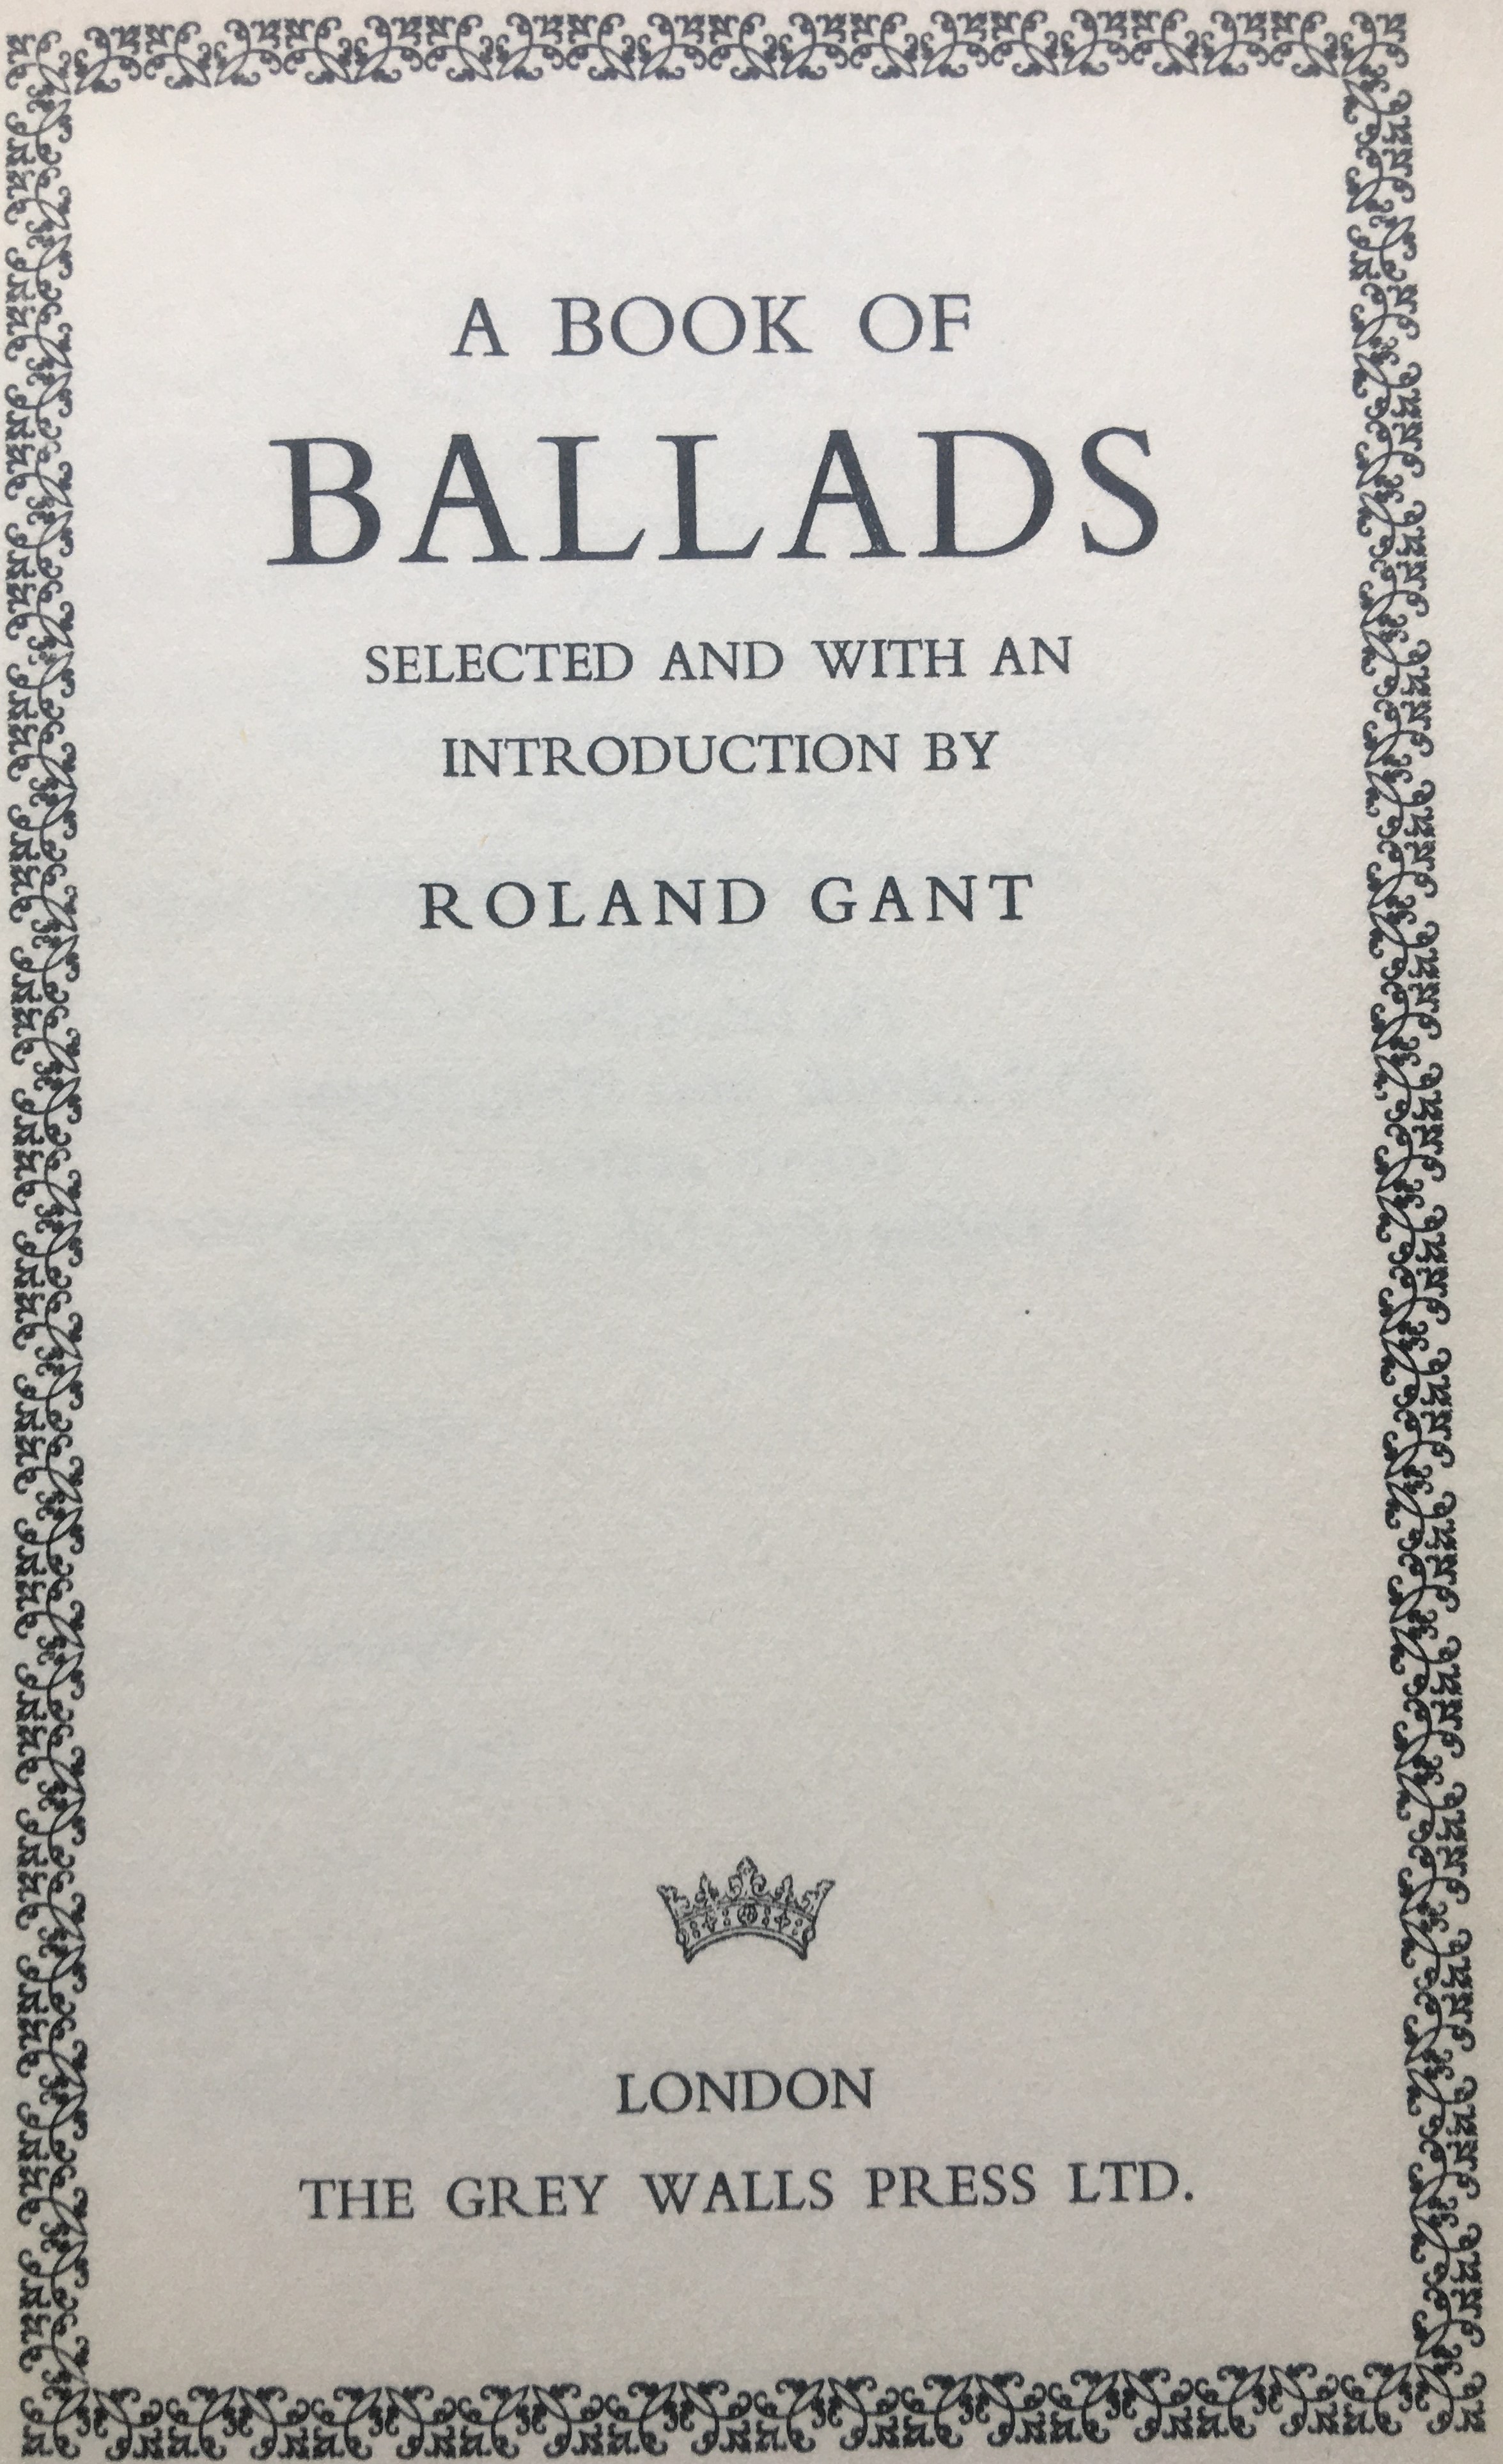 A BOOK OF
BALLADS
SELECTED AND WITH AN
INTRODUCTION BY
ROLAND GANT
LONDON
THE GREY WALLS PRESS LTD.